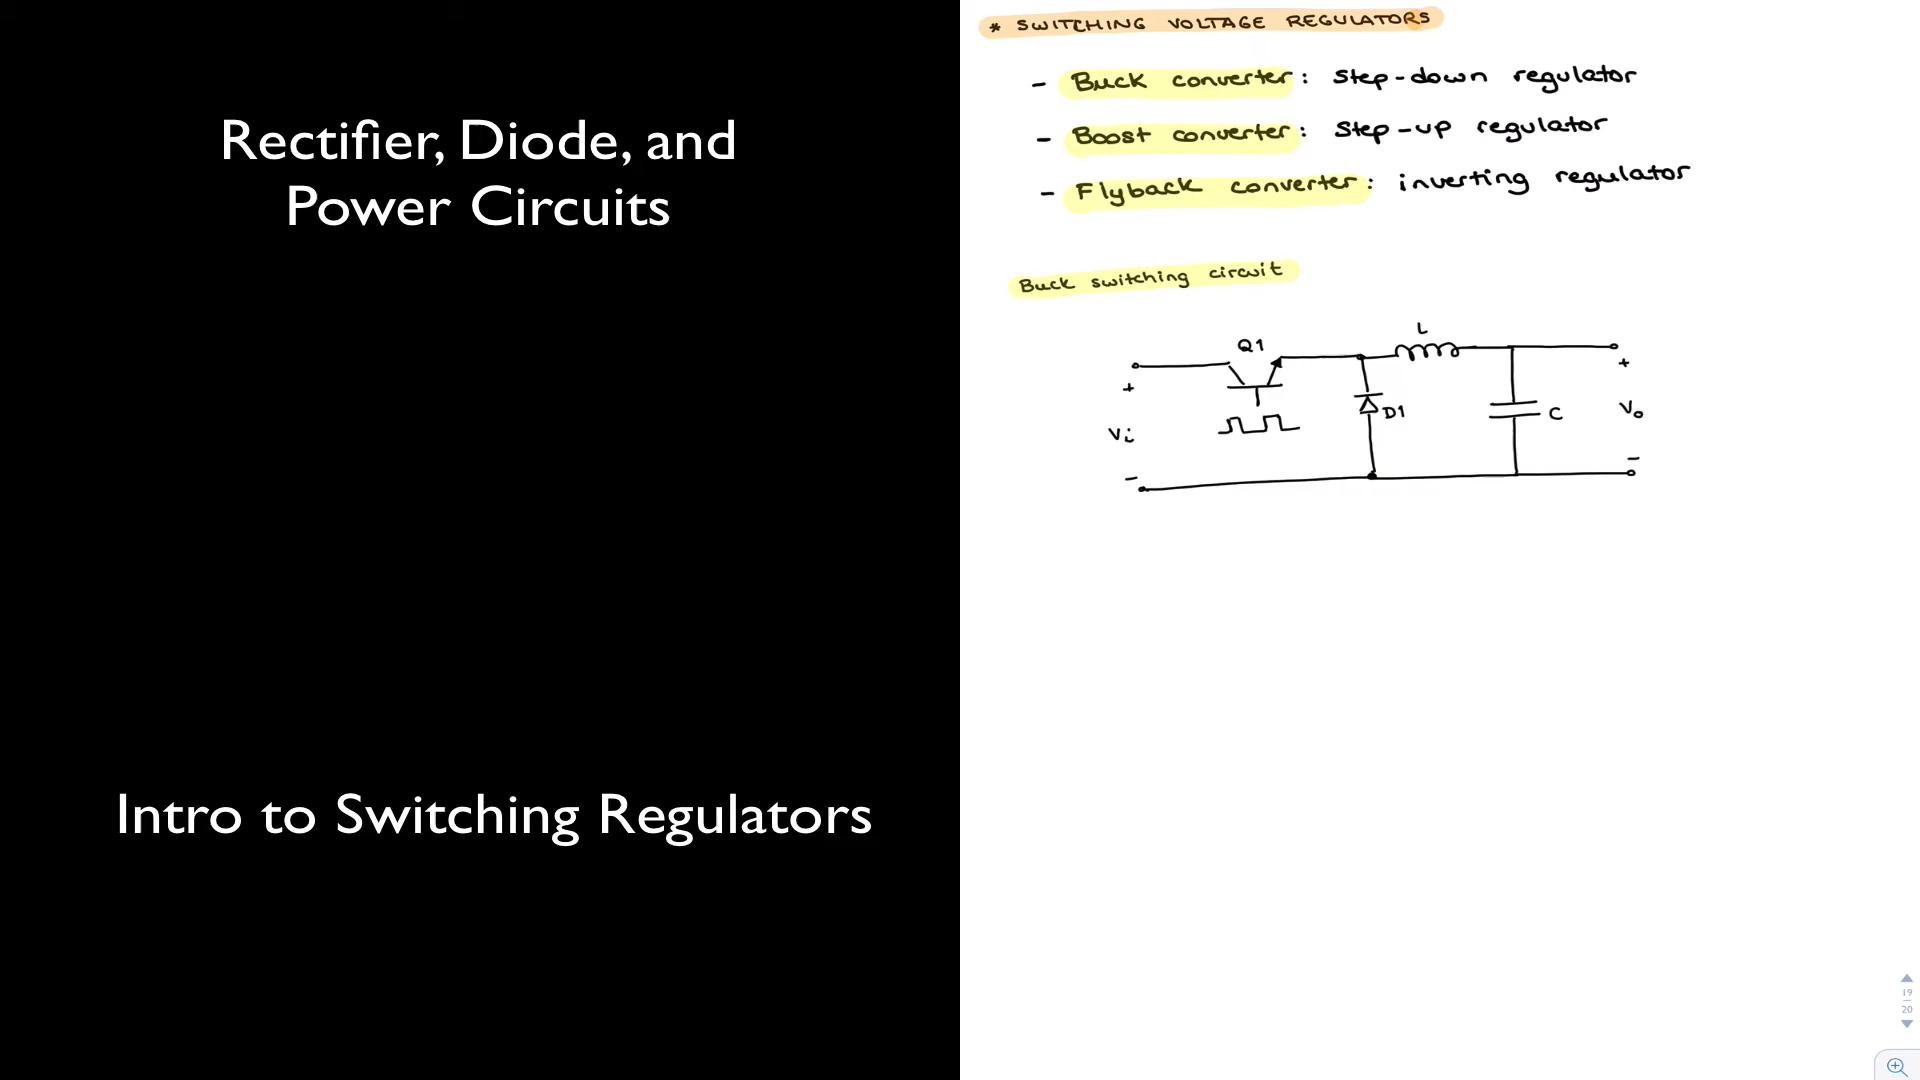 Rectifier, Diode, and
Power Circuits
Intro to Switching Regulators
* SWITCHING VOLTAGE REGULATORS
- Buck converter: step-down regulator
- Boost converter: step-up regulator
- Flyback converter: inverting regulator
Buck switching circuit
L
Q1
+
+
D1
C
Vo
Vi
-
-
19
20